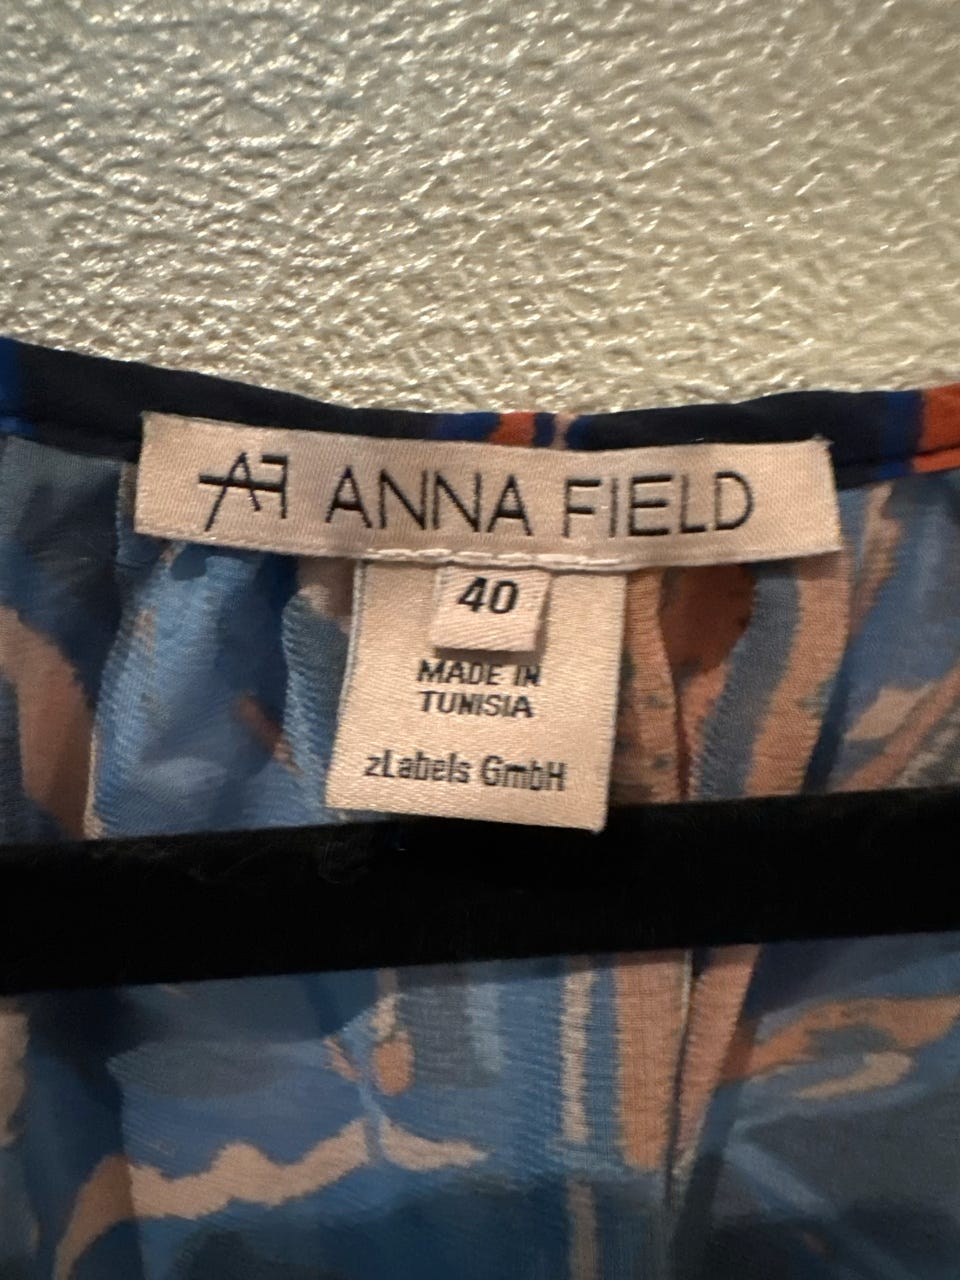 AF ANNA FIELD
40
MADE IN
TUNISIA
zLabels GmbH